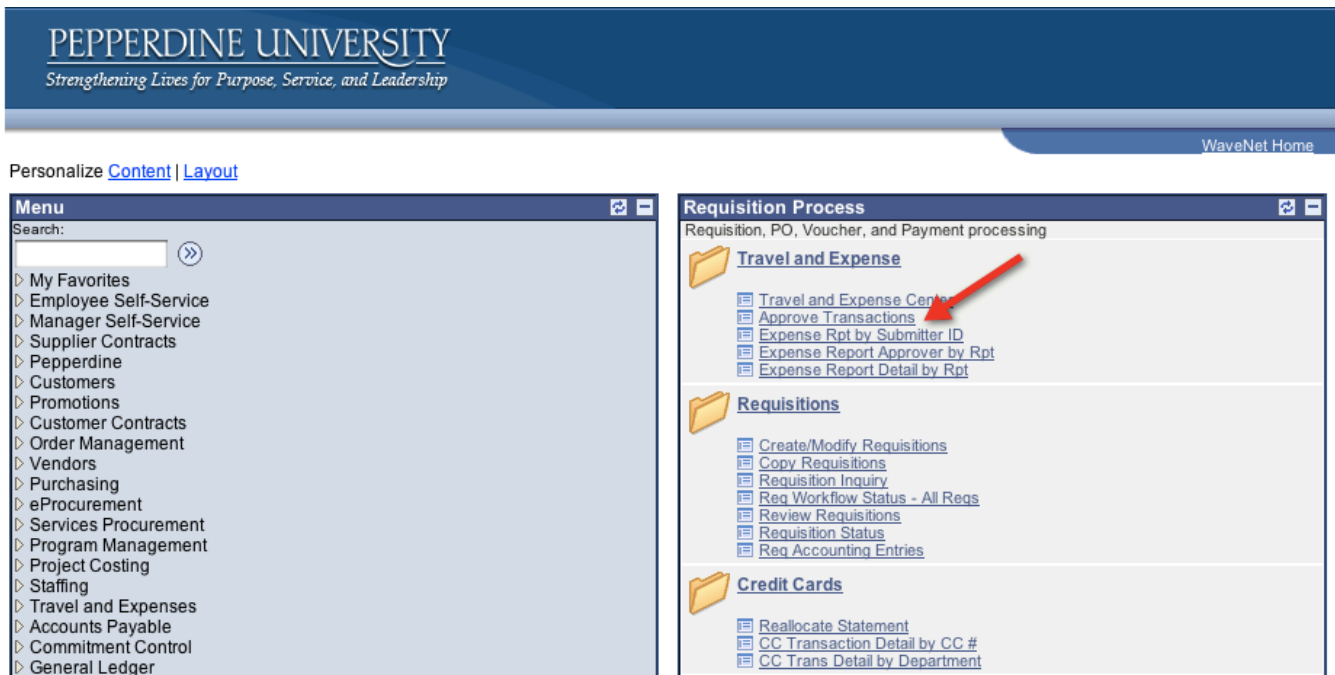 PEPPERDINE UNIVERSITY
Strengthening Lives for Purpose, Service, and Leadership
WaveNet Home
Personalize Content | Layout
Menu
Search:
My Favorites
Employee Self-Service
Manager Self-Service
Supplier Contracts
Pepperdine
Customers
Promotions
Customer Contracts
Order Management
Vendors
Purchasing
eProcurement
Services Procurement
Program Management
Project Costing
Staffing
Travel and Expenses
Accounts Payable
Commitment Control
General Ledger
Requisition Process
Requisition, PO, Voucher, and Payment processing
Travel and Expense
Travel and Expense Center
Approve Transactions
Expense Rpt by Submitter ID
Expense Report Approver by Rpt
Expense Report Detail by Rpt
Requisitions
Create/Modify Requisitions
Copy Requisitions
Requisition Inquiry
Req Workflow Status - All Reqs
Review Requisitions
Requisition Status
Req Accounting Entries
Credit Cards
Reallocate Statement
CC Transaction Detail by CC #
CC Trans Detail by Department